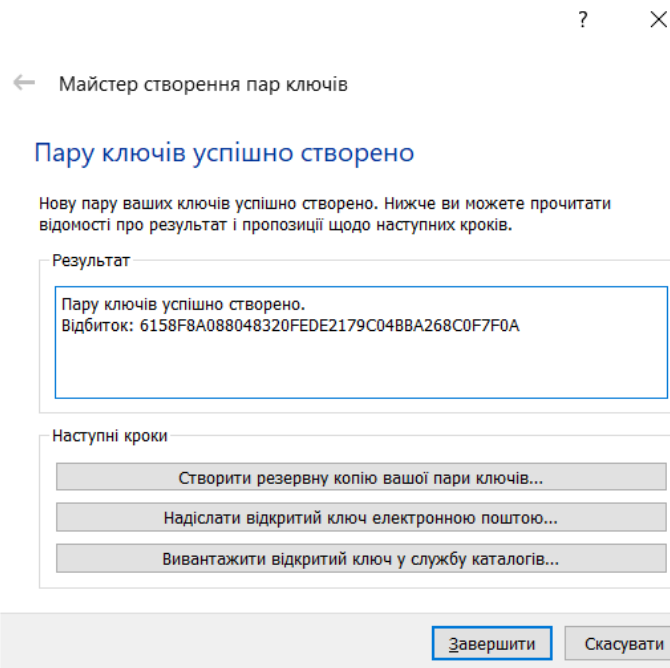 ?
Майстер створення пар ключів
Пару ключів успішно створено
Нову пару ваших ключів успішно створено. Нижче ви можете прочитати
відомості про результат і пропозиції щодо наступних кроків.
Результат
Пару ключів успішно створено.
Відбиток: 6158F8A088048320FEDE2179C04BBA268C0F7F0A
Наступні кроки
Створити резервну копію вашої пари ключів...
Надіслати відкритий ключ електронною поштою...
Вивантажити відкритий ключ у службу каталогів...
Завершити Скасувати